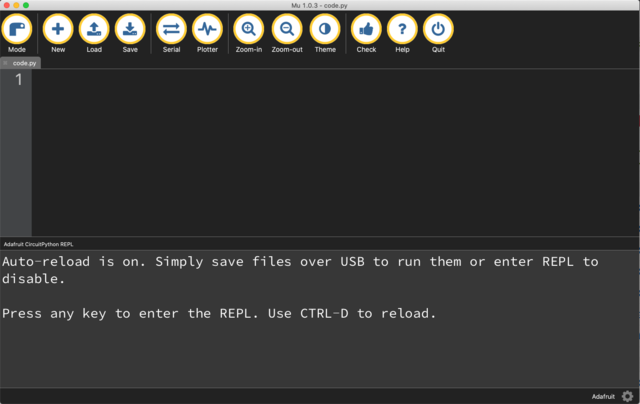 Mu 1.0.3 - code.py
Mode New Load Save Serial Plotter Zoom-in Zoom-out Theme Check Help Quit
code.py
1
Adafruit CircuitPython REPL
Auto-reload is on. Simply save files over USB to run them or enter REPL to
disable.
Press any key to enter the REPL. Use CTRL-D to reload.
Adafruit